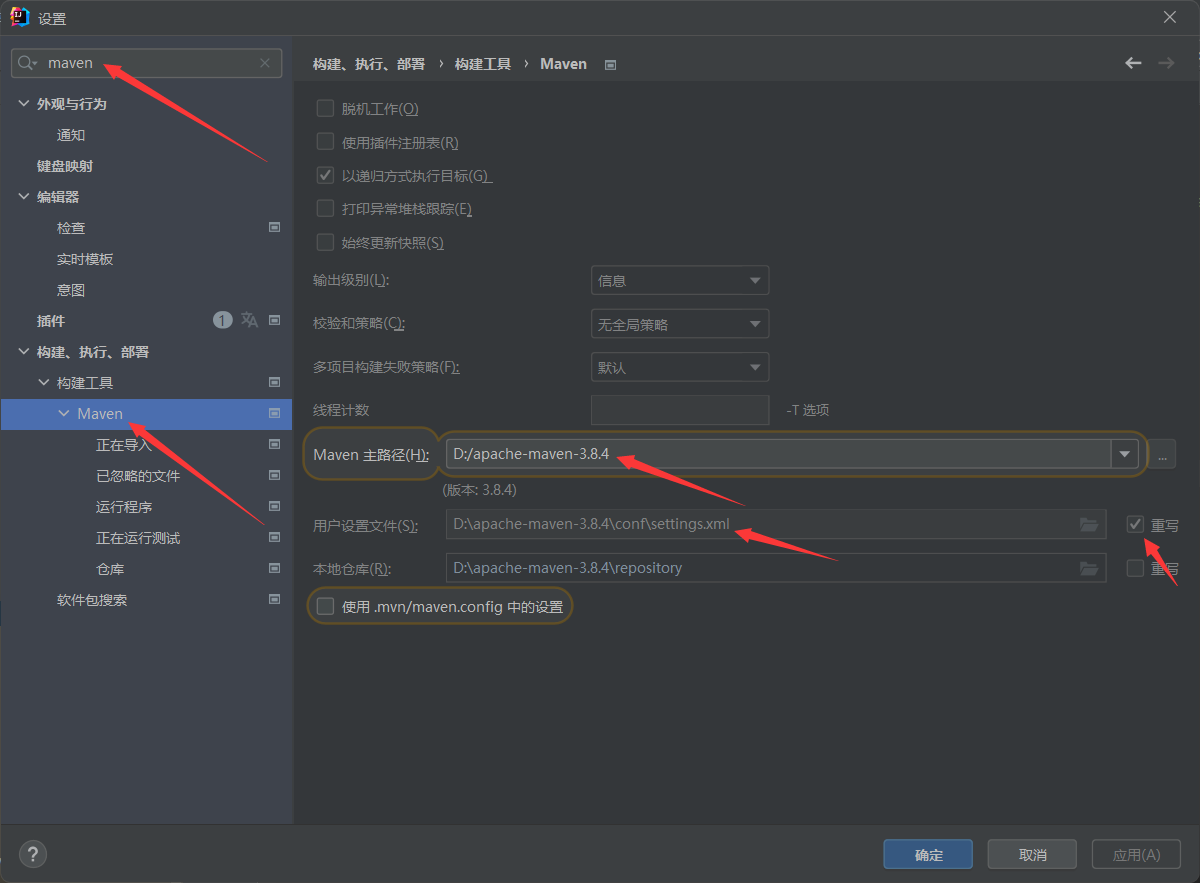 设置
maven
外观与行为
通知
键盘映射
编辑器
检查
实时模板
意图
插件 1
构建、执行、部署
构建工具
Maven
正在导入
已忽略的文件
运行程序
正在运行测试
仓库
软件包搜索
构建、执行、部署 › 构建工具 › Maven
脱机工作(O)
使用插件注册表(R)
以递归方式执行目标(G)
打印异常堆栈跟踪(E)
始终更新快照(S)
输出级别(L): 信息
校验和策略(C): 无全局策略
多项目构建失败策略(F): 默认
线程计数 -T 选项
Maven 主路径(H): D:/apache-maven-3.8.4 ...
(版本: 3.8.4)
用户设置文件(S): D:\apache-maven-3.8.4\conf\settings.xml 重写
本地仓库(R): D:\apache-maven-3.8.4\repository 重写
使用 .mvn/maven.config 中的设置
? 确定 取消 应用(A)